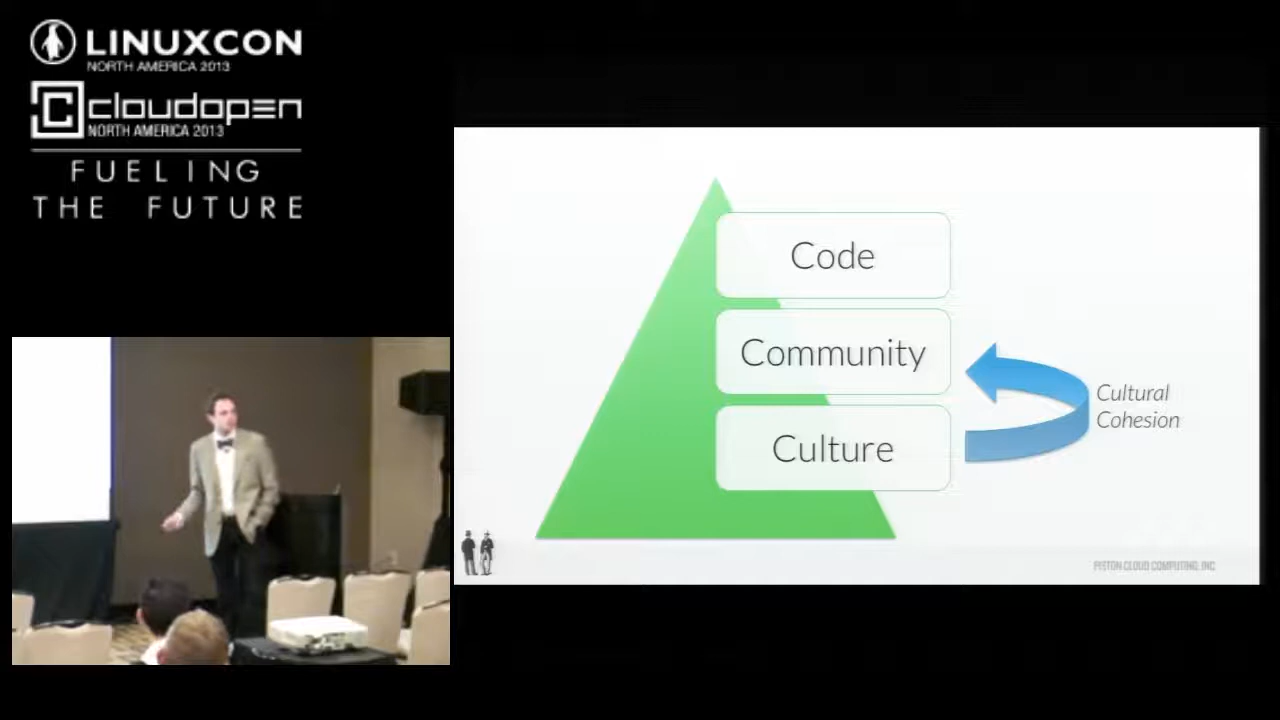 LINUXCON
NORTH AMERICA 2013
cloudopen
NORTH AMERICA 2013
FUELING
THE FUTURE
Code
Community
Culture
Cultural
Cohesion
PISTON CLOUD COMPUTING, INC